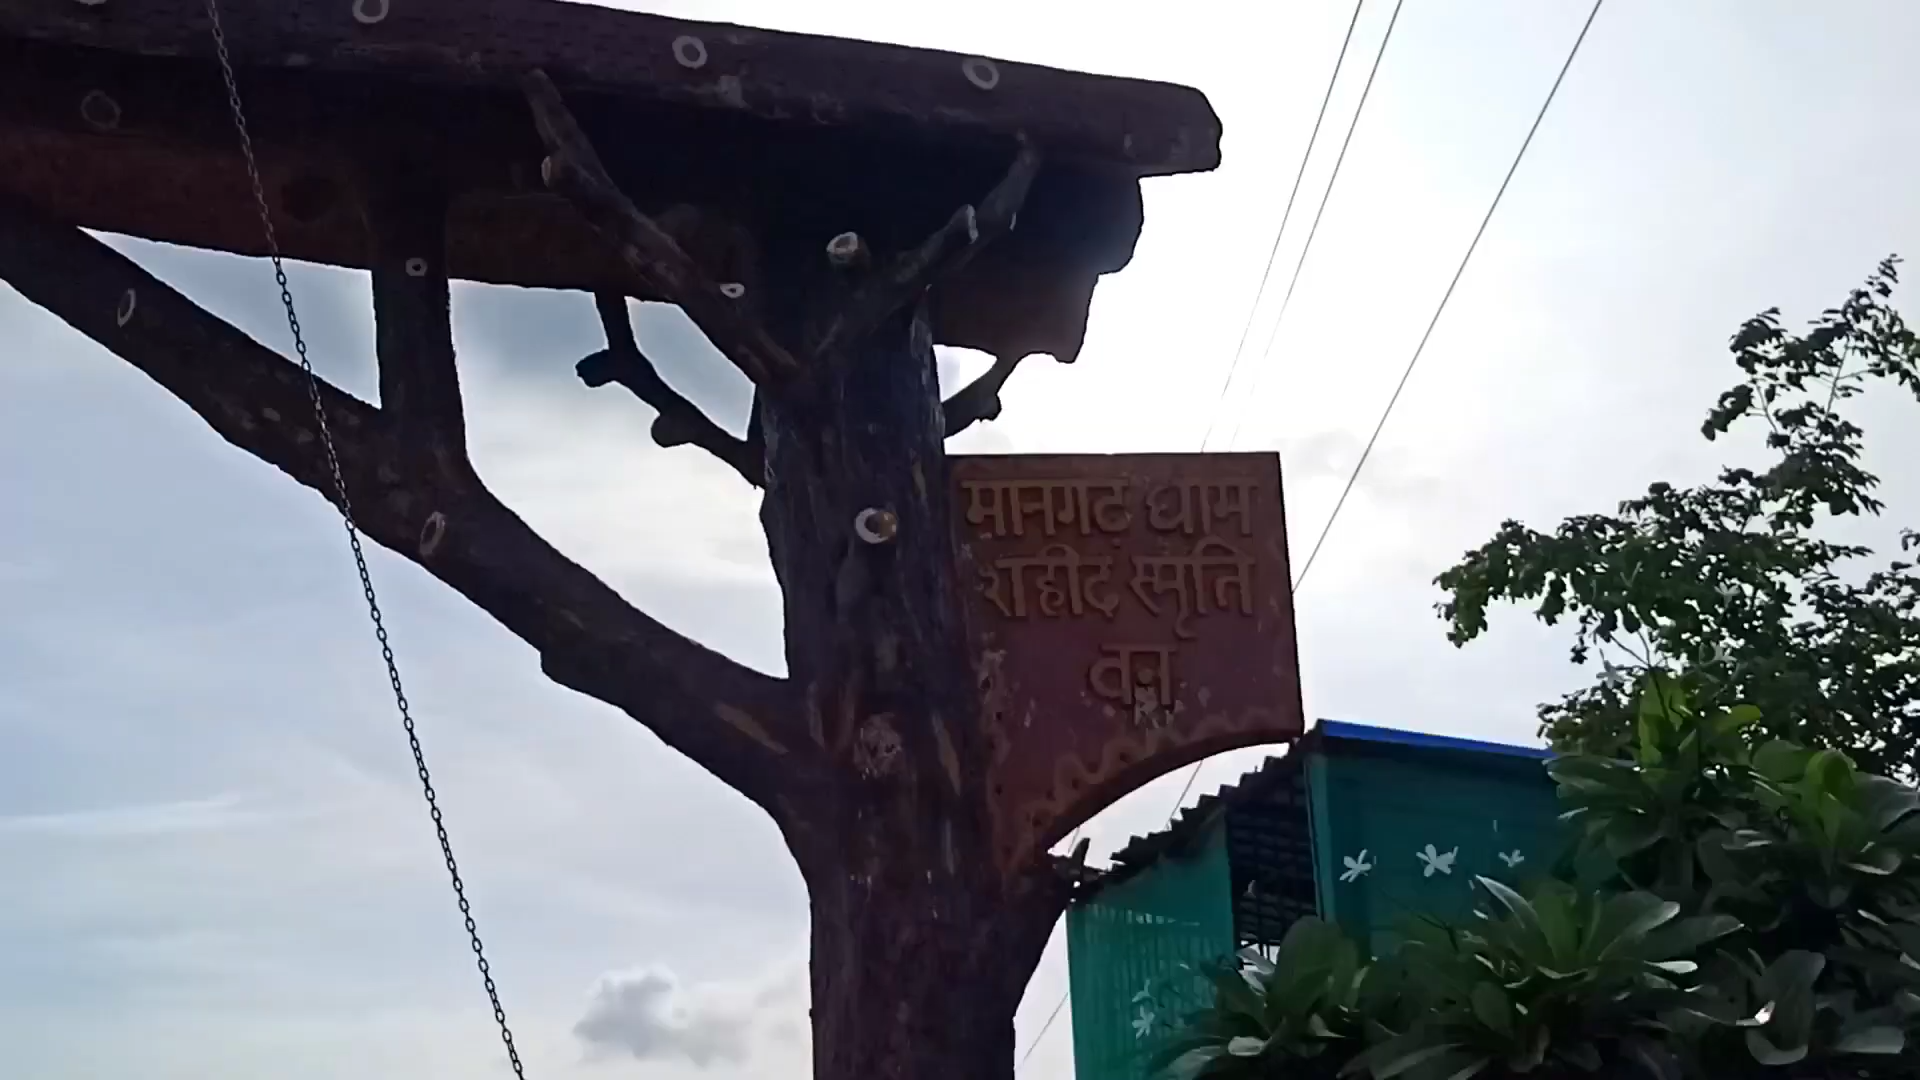 मानगढ धाम
शहीद स्मृति
वन